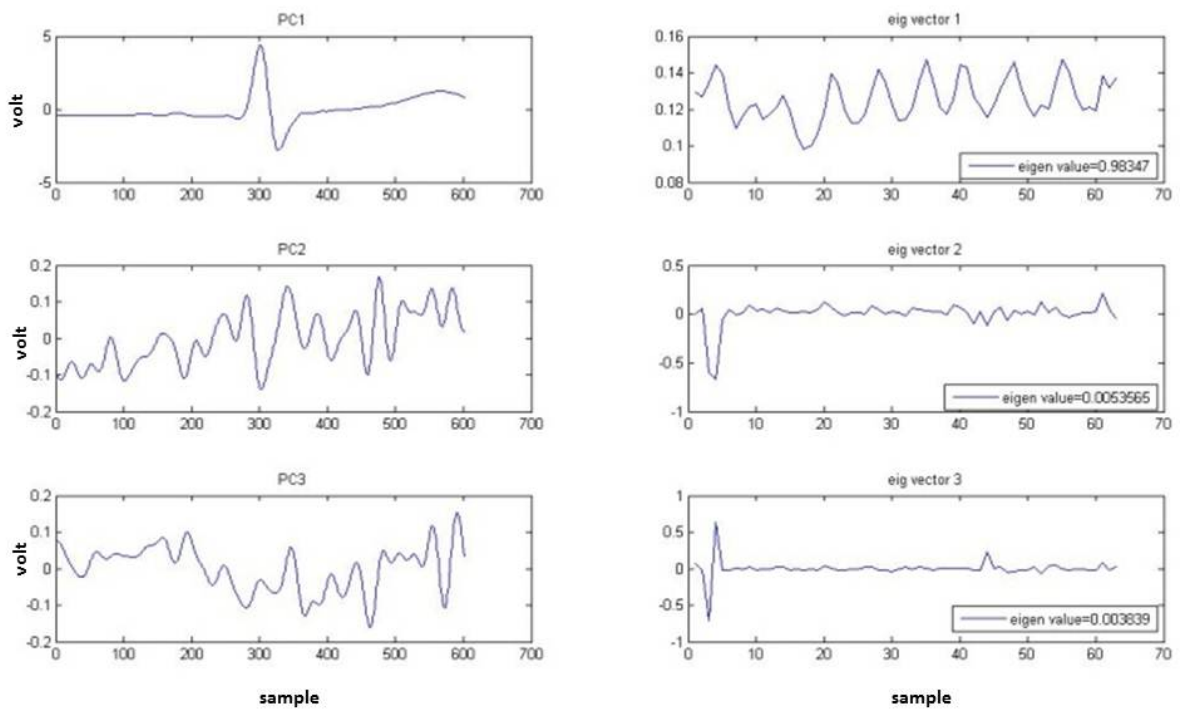 PC1
5
0
-5
volt
0 100 200 300 400 500 600 700
eig vector 1
0.16
0.14
0.12
0.1
0.08
eigen value=0.98347
0 10 20 30 40 50 60 70
PC2
0.2
0.1
0
-0.1
-0.2
volt
0 100 200 300 400 500 600 700
eig vector 2
0.5
0
-0.5
-1
eigen value=0.0053565
0 10 20 30 40 50 60 70
PC3
0.2
0.1
0
-0.1
-0.2
volt
0 100 200 300 400 500 600 700
sample
eig vector 3
1
0.5
0
-0.5
-1
eigen value=0.003839
0 10 20 30 40 50 60 70
sample